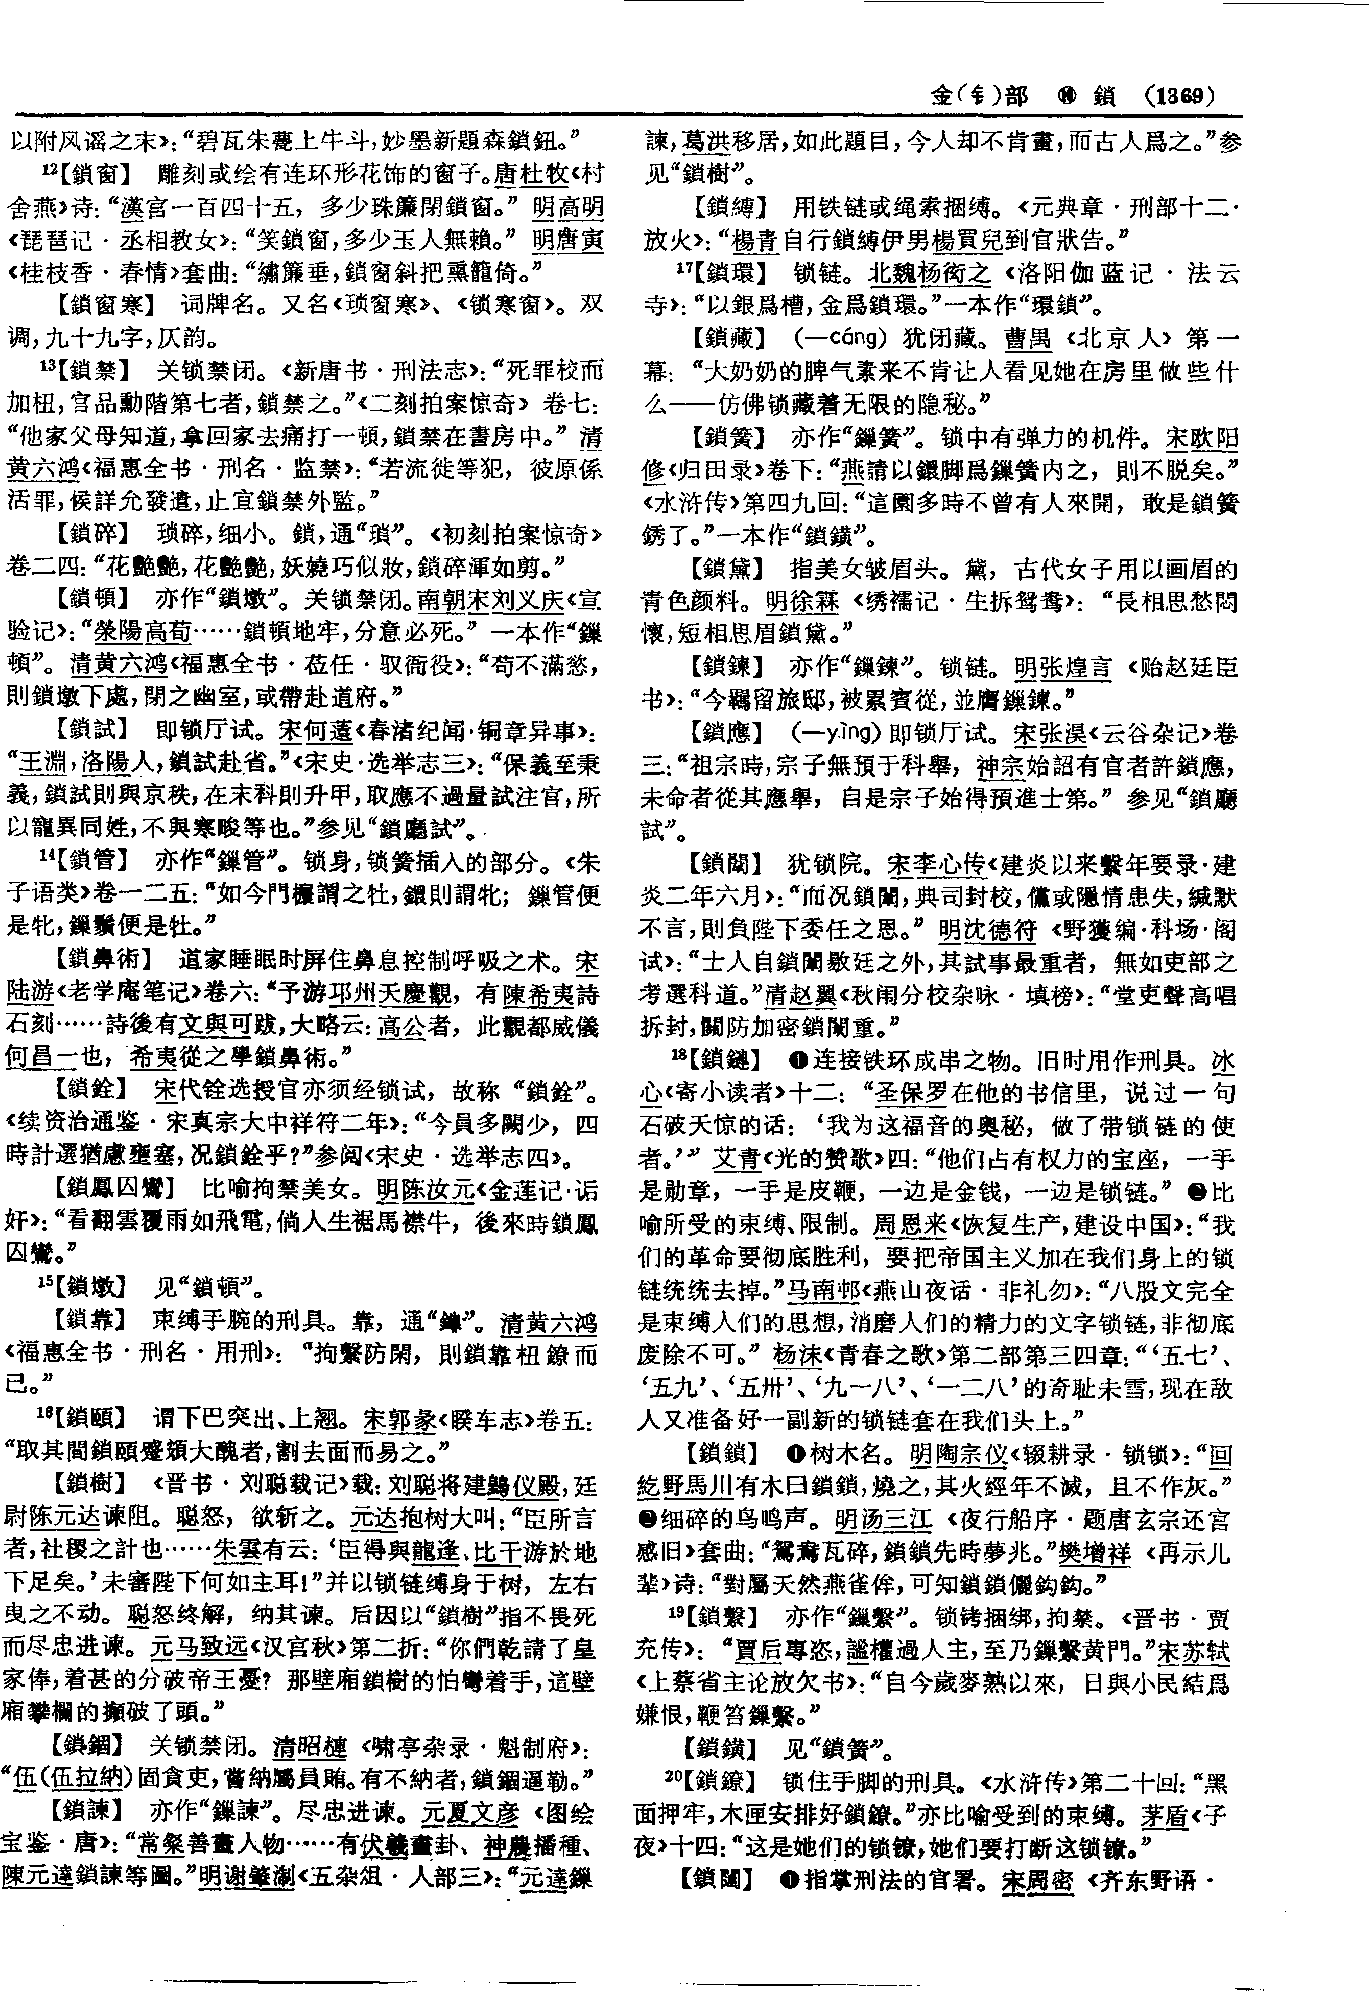 金(钅)部 ⑩ 鎖 (1369)
以附风谣之末》：“碧瓦朱甍上牛斗，妙墨新題森鎖鈕。”
12【鎖窗】 雕刻或绘有连环形花饰的窗子。唐杜牧《村
舍燕》诗：“漢宫一百四十五，多少珠簾閉鎖窗。” 明高明
《琵琶记·丞相教女》：“笑鎖窗，多少玉人無賴。” 明唐寅
《桂枝香·春情》套曲：“繡簾垂，鎖窗斜把熏籠倚。”
【鎖窗寒】 词牌名。又名《琐窗寒》、《锁寒窗》。双
调，九十九字，仄韵。
13【鎖禁】 关锁禁闭。《新唐书·刑法志》：“死罪校而
加杻，官品勳階第七者，鎖禁之。”《二刻拍案惊奇》卷七：
“他家父母知道，拿回家去痛打一頓，鎖禁在書房中。” 清
黄六鸿《福惠全书·刑名·监禁》：“若流徙等犯，彼原係
活罪，候詳允發遣，止宜鎖禁外監。”
【鎖碎】 琐碎，细小。鎖，通“瑣”。《初刻拍案惊奇》
卷二四：“花艷艷，花艷艷，妖嬈巧似妝，鎖碎渾如剪。”
【鎖頓】 亦作“鎖墩”。关锁禁闭。南朝宋刘义庆《宣
验记》：“滎陽高荀……鎖頓地牢，分意必死。” 一本作“鏁
頓”。清黄六鸿《福惠全书·莅任·驭衙役》：“苟不滿慾，
則鎖墩下處，閉之幽室，或帶赴道府。”
【鎖試】 即锁厅试。宋何薳《春渚纪闻·铜章异事》：
“王淵，洛陽人，鎖試赴省。”《宋史·选举志三》：“保義至秉
義，鎖試則與京秩，在末科則升甲，取應不過量試注官，所
以寵異同姓，不與寒畯等也。”参见“鎖廳試”。
14【鎖管】 亦作“鏁管”。锁身，锁簧插入的部分。《朱
子语类》卷一二五：“如今門櫃謂之牡，鐶則謂牝；鏁管便
是牝，鏁鬚便是牡。”
【鎖鼻術】 道家睡眠时屏住鼻息控制呼吸之术。宋
陆游《老学庵笔记》卷六：“予游邛州天慶觀，有陳希夷詩
石刻……詩後有文與可跋，大略云：高公者，此觀都威儀
何昌一也，希夷從之學鎖鼻術。”
【鎖銓】 宋代铨选授官亦须经锁试，故称“鎖銓”。
《续资治通鉴·宋真宗大中祥符二年》：“今員多闕少，四
時計選猶慮壅塞，况鎖銓乎？”参阅《宋史·选举志四》。
【鎖鳳囚鸞】 比喻拘禁美女。明陈汝元《金莲记·诟
奸》：“看翻雲覆雨如飛電，倘人生裾馬襟牛，後來時鎖鳳
囚鸞。”
15【鎖墩】 见“鎖頓”。
【鎖靠】 束缚手腕的刑具。靠，通“銬”。清黄六鸿
《福惠全书·刑名·用刑》：“拘繫防閑，則鎖靠杻鐐而
已。”
16【鎖頤】 谓下巴突出、上翘。宋郭彖《睽车志》卷五：
“取其間鎖頤蹙頞大醜者，割去面而易之。”
【鎖樹】 《晋书·刘聪载记》载：刘聪将建䳨仪殿，廷
尉陈元达谏阻。聪怒，欲斩之。元达抱树大叫：“臣所言
者，社稷之計也……朱雲有云：‘臣得與龍逢、比干游於地
下足矣。’未審陛下何如主耳！”并以锁链缚身于树，左右
曳之不动。聪怒终解，纳其谏。后因以“鎖樹”指不畏死
而尽忠进谏。元马致远《汉宫秋》第二折：“你們乾請了皇
家俸，着甚的分破帝王憂？那壁廂鎖樹的怕彎着手，這壁
廂攀欄的攧破了頭。”
【鎖錮】 关锁禁闭。清昭槤《啸亭杂录·魁制府》：
“伍(伍拉納)固貪吏，嘗納屬員賄。有不納者，鎖錮逼勒。”
【鎖諫】 亦作“鏁諫”。尽忠进谏。元夏文彦《图绘
宝鉴·唐》：“常粲善畫人物……有伏羲畫卦、神農播種、
陳元達鎖諫等圖。”明谢肇淛《五杂俎·人部三》：“元達鏁
諫，葛洪移居，如此題目，今人却不肯畫，而古人爲之。”参
见“鎖樹”。
【鎖縛】 用铁链或绳索捆缚。《元典章·刑部十二·
放火》：“楊青自行鎖縛伊男楊買兒到官狀告。”
17【鎖環】 锁链。北魏杨衒之《洛阳伽蓝记·法云
寺》：“以銀爲槽，金爲鎖環。”一本作“環鎖”。
【鎖藏】 (—cáng) 犹闭藏。曹禺《北京人》第一
幕：“大奶奶的脾气素来不肯让人看见她在房里做些什
么——仿佛锁藏着无限的隐秘。”
【鎖簧】 亦作“鏁簧”。锁中有弹力的机件。宋欧阳
修《归田录》卷下：“燕請以鐶脚爲鏁簧内之，則不脱矣。”
《水浒传》第四九回：“這園多時不曾有人來開，敢是鎖簧
銹了。”一本作“鎖鐄”。
【鎖黛】 指美女皱眉头。黛，古代女子用以画眉的
青色颜料。明徐霖《绣襦记·生拆鸳鸯》：“長相思愁悶
懷，短相思眉鎖黛。”
【鎖鍊】 亦作“鏁鍊”。锁链。明张煌言《贻赵廷臣
书》：“今羈留旅邸，被累賓從，並膺鏁鍊。”
【鎖應】 (—yìng) 即锁厅试。宋张淏《云谷杂记》卷
三：“祖宗時，宗子無預于科舉，神宗始詔有官者許鎖應，
未命者從其應舉，自是宗子始得預進士第。” 参见“鎖廳
試”。
【鎖闈】 犹锁院。宋李心传《建炎以来繫年要录·建
炎二年六月》：“而况鎖闈，典司封校，儻或隱情患失，緘默
不言，則負陛下委任之恩。” 明沈德符《野獲编·科场·阁
试》：“士人自鎖闈殿廷之外，其試事最重者，無如吏部之
考選科道。”清赵翼《秋闱分校杂咏·填榜》：“堂吏聲高唱
拆封，關防加密鎖闈重。”
18【鎖鏈】 ❶连接铁环成串之物。旧时用作刑具。冰
心《寄小读者》十二：“圣保罗在他的书信里，说过一句
石破天惊的话：‘我为这福音的奥秘，做了带锁链的使
者。’” 艾青《光的赞歌》四：“他们占有权力的宝座，一手
是勋章，一手是皮鞭，一边是金钱，一边是锁链。” ❷比
喻所受的束缚、限制。周恩来《恢复生产，建设中国》：“我
们的革命要彻底胜利，要把帝国主义加在我们身上的锁
链统统去掉。”马南邨《燕山夜话·非礼勿》：“八股文完全
是束缚人们的思想，消磨人们的精力的文字锁链，非彻底
废除不可。” 杨沫《青春之歌》第二部第三四章：“‘五七’、
‘五九’、‘五卅’、‘九一八’、‘一二八’的奇耻未雪，现在敌
人又准备好一副新的锁链套在我们头上。”
【鎖鎖】 ❶树木名。明陶宗仪《辍耕录·锁锁》：“回
紇野馬川有木曰鎖鎖，燒之，其火經年不滅，且不作灰。”
❷细碎的鸟鸣声。明汤三江《夜行船序·题唐玄宗还宫
感旧》套曲：“鴛鴦瓦碎，鎖鎖先時夢兆。”樊增祥《再示儿
辈》诗：“對屬天然燕雀侔，可知鎖鎖儷鈎鈎。”
19【鎖繫】 亦作“鏁繫”。锁铐捆绑，拘禁。《晋书·贾
充传》：“賈后專恣，謐權過人主，至乃鏁繫黄門。”宋苏轼
《上蔡省主论放欠书》：“自今歲麥熟以來，日與小民結爲
嫌恨，鞭笞鏁繫。”
【鎖鐄】 见“鎖簧”。
20【鎖鐐】 锁住手脚的刑具。《水浒传》第二十回：“黑
面押牢，木匣安排好鎖鐐。”亦比喻受到的束缚。茅盾《子
夜》十四：“这是她们的锁镣，她们要打断这锁镣。”
【鎖闥】 ❶指掌刑法的官署。宋周密《齐东野语·